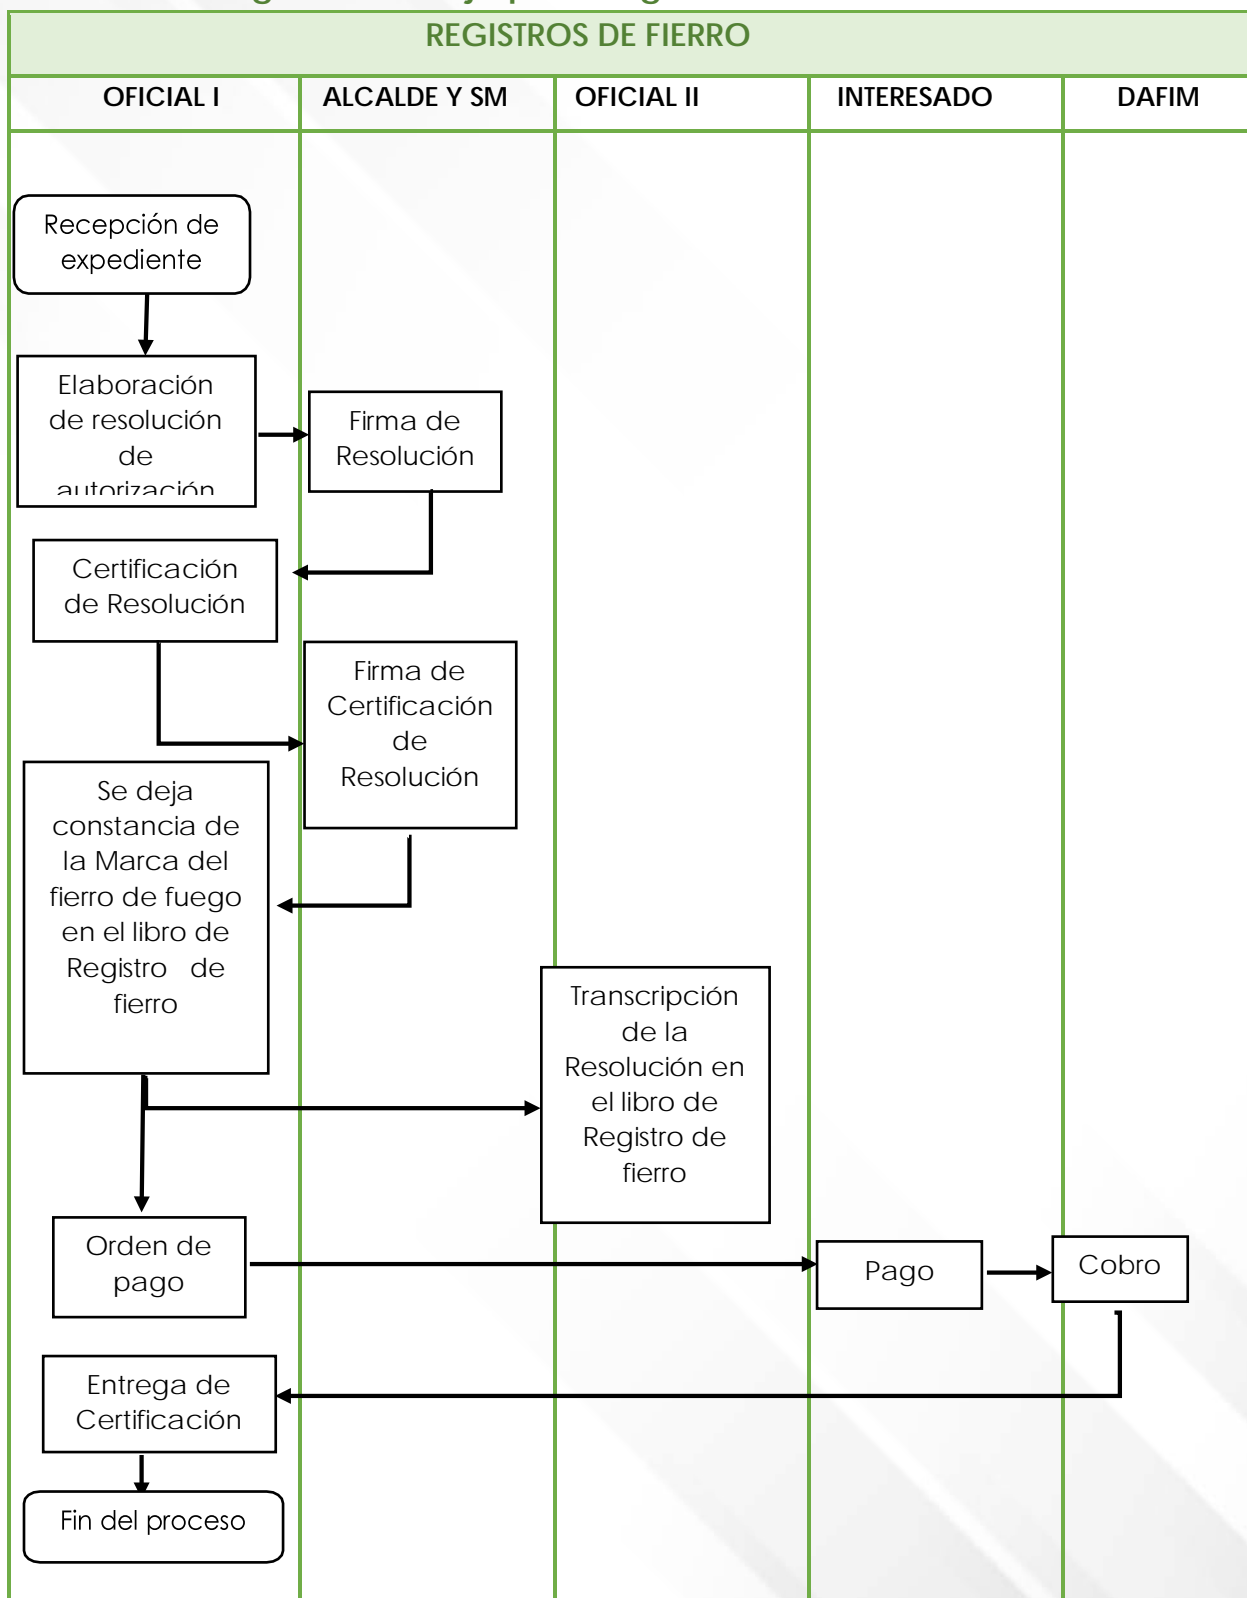 REGISTROS DE FIERRO
OFICIAL I
ALCALDE Y SM
OFICIAL II
INTERESADO
DAFIM
Recepción de
expediente
Elaboración
de resolución
de
autorización
Firma de
Resolución
Certificación
de Resolución
Firma de
Certificación
de
Resolución
Se deja
constancia de
la Marca del
fierro de fuego
en el libro de
Registro de
fierro
Transcripción
de la
Resolución en
el libro de
Registro de
fierro
Orden de
pago
Pago
Cobro
Entrega de
Certificación
Fin del proceso